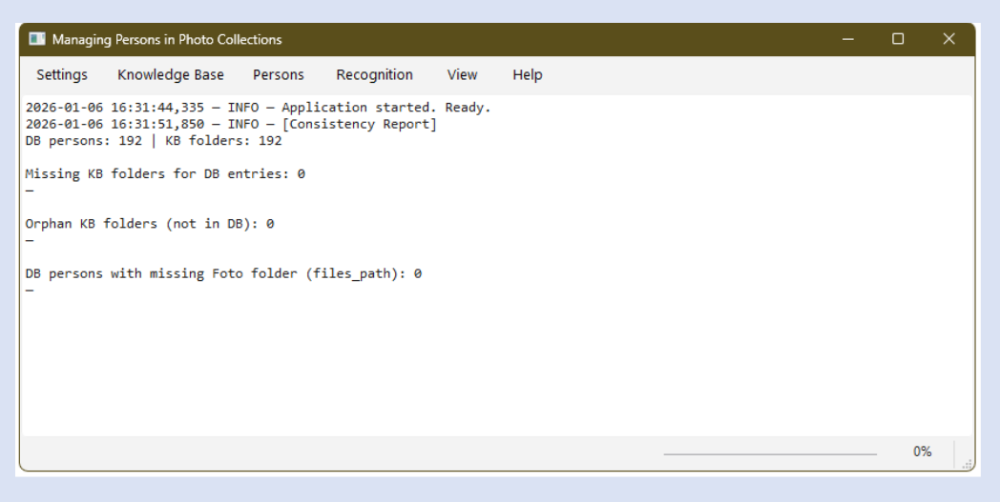 Managing Persons in Photo Collections
Settings Knowledge Base Persons Recognition View Help
2026-01-06 16:31:44,335 — INFO — Application started. Ready.
2026-01-06 16:31:51,850 — INFO — [Consistency Report]
DB persons: 192 | KB folders: 192
Missing KB folders for DB entries: 0
—
Orphan KB folders (not in DB): 0
—
DB persons with missing Foto folder (files_path): 0
—
0%